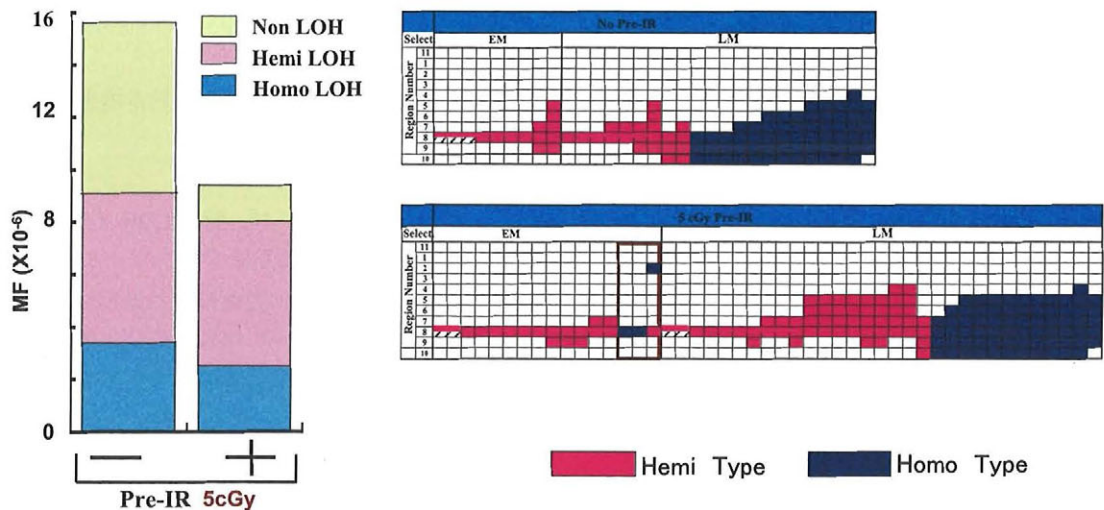 16
12
8
4
0
MF (X10-6)
Non LOH
Hemi LOH
Homo LOH
Pre-IR 5cGy
No Pre-IR
Select EM LM
Region Number
11
1
2
3
4
5
6
7
8
9
10
5 cGy Pre-IR
Select EM LM
Region Number
11
1
2
3
4
5
6
7
8
9
10
Hemi Type
Homo Type